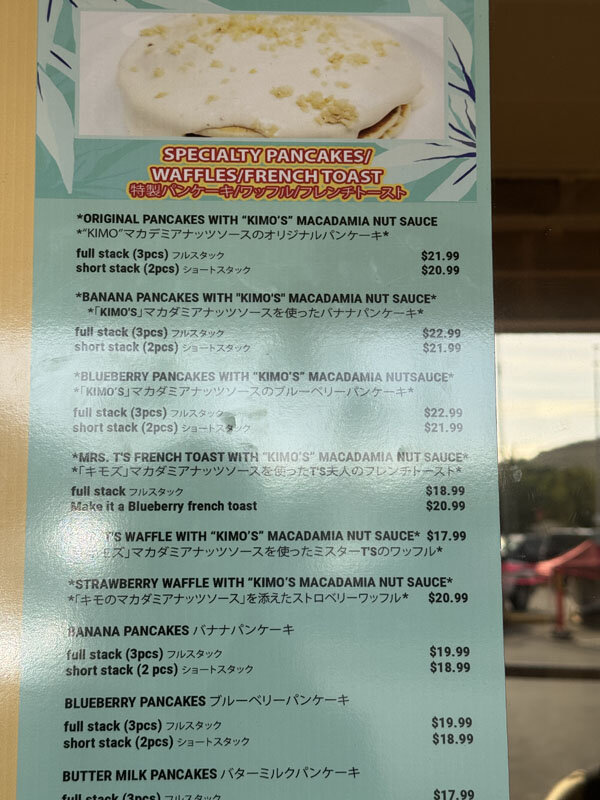 SPECIALTY PANCAKES/
WAFFLES/FRENCH TOAST
特製パンケーキ/ワッフル/フレンチトースト
*ORIGINAL PANCAKES WITH “KIMO’S” MACADAMIA NUT SAUCE
*“KIMO”マカデミアナッツソースのオリジナルパンケーキ*
full stack (3pcs) フルスタック $21.99
short stack (2pcs) ショートスタック $20.99
*BANANA PANCAKES WITH "KIMO'S" MACADAMIA NUT SAUCE*
*「KIMO'S」マカダミアナッツソースを使ったバナナパンケーキ*
full stack (3pcs) フルスタック $22.99
short stack (2pcs) ショートスタック $21.99
*BLUEBERRY PANCAKES WITH “KIMO'S” MACADAMIA NUTSAUCE*
*「KIMO'S」マカダミアナッツソースのブルーベリーパンケーキ*
full stack (3pcs) フルスタック $22.99
short stack (2pcs) ショートスタック $21.99
*MRS. T'S FRENCH TOAST WITH “KIMO'S” MACADAMIA NUT SAUCE*
*「キモズ」マカダミアナッツソースを使ったT'S夫人のフレンチトースト*
full stack フルスタック $18.99
Make it a Blueberry french toast $20.99
T'S WAFFLE WITH “KIMO’S” MACADAMIA NUT SAUCE* $17.99
マカダミアナッツソースを使ったミスターT'Sのワッフル*
*STRAWBERRY WAFFLE WITH “KIMO’S MACADAMIA NUT SAUCE*
*「キモのマカダミアナッツソース」を添えたストロベリーワッフル* $20.99
BANANA PANCAKES バナナパンケーキ
full stack (3pcs) フルスタック $19.99
short stack (2 pcs) ショートスタック $18.99
BLUEBERRY PANCAKES ブルーベリーパンケーキ
full stack (3pcs) フルスタック $19.99
short stack (2pcs) ショートスタック $18.99
BUTTER MILK PANCAKES バターミルクパンケーキ
full stack (3pcs) フルスタック $17.99